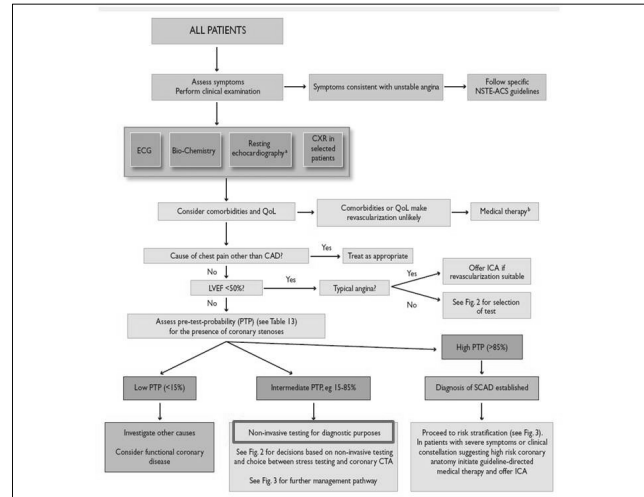 ALL PATIENTS
Assess symptoms
Perform clinical examination
Symptoms consistent with unstable angina
Follow specific
NSTE-ACS guidelines
ECG
Bio-Chemistry
Resting
echocardiographyᵃ
CXR in
selected
patients
Consider comorbidities and QoL
Comorbidities or QoL make
revascularization unlikely
Medical therapyᵇ
Cause of chest pain other than CAD?
Yes
Treat as appropriate
No
LVEF <50%?
Yes
Typical angina?
Yes
Offer ICA if
revascularization suitable
No
See Fig. 2 for selection
of test
No
Assess pre-test-probability (PTP) (see Table 13)
for the presence of coronary stenoses
High PTP (>85%)
Low PTP (<15%)
Intermediate PTP, eg 15-85%
Diagnosis of SCAD established
Investigate other causes
Consider functional coronary
disease
Non-invasive testing for diagnostic purposes
See Fig. 2 for decisions based on non-invasive testing
and choice between stress testing and coronary CTA
See Fig. 3 for further management pathway
Proceed to risk stratification (see Fig. 3).
In patients with severe symptoms or clinical
constellation suggesting high risk coronary
anatomy initiate guideline-directed
medical therapy and offer ICA